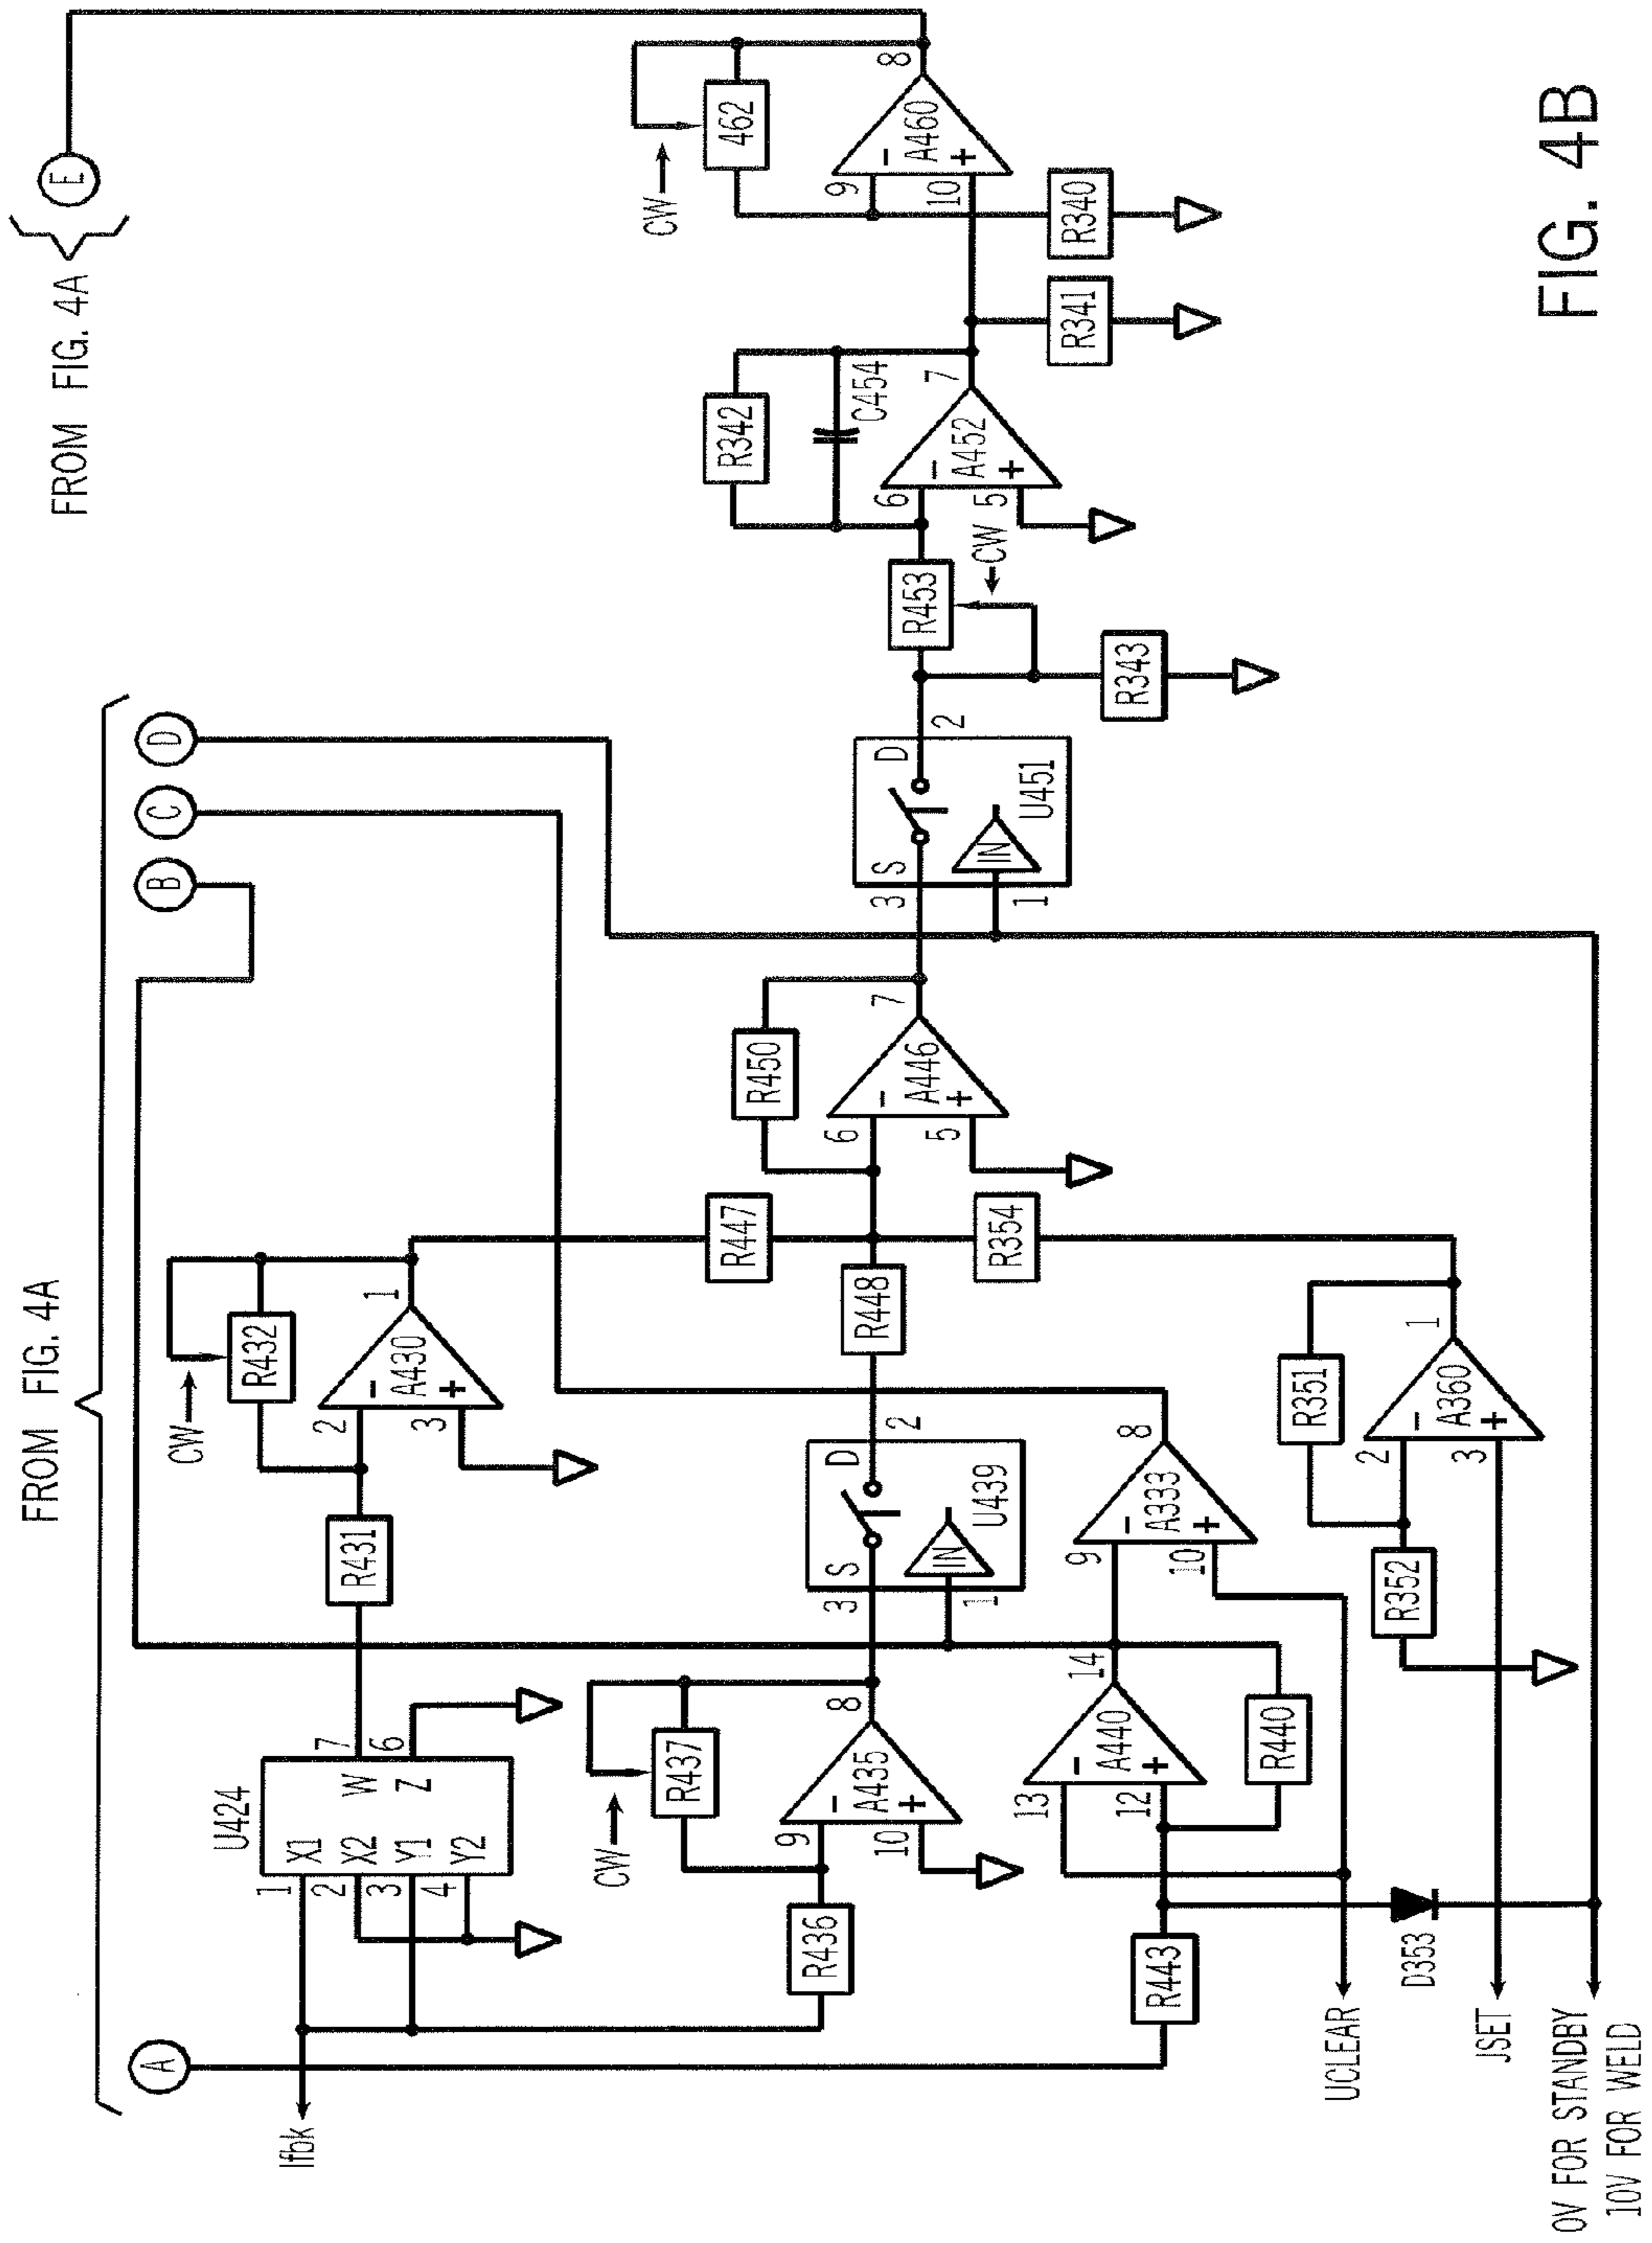 FROM FIG. 4A
A
B
C
D
FROM FIG. 4A
E
Ifbk
U424
1
2
3
4
X1
X2
Y1
Y2
W
Z
7
6
R431
CW
R432
2
3
-
+
A430
1
R436
CW
R437
9
10
-
+
A435
8
3
S
D
2
IN
1
U439
R448
R447
R354
R450
6
5
-
+
A446
7
3
S
D
2
IN
1
U451
R453
CW
R343
R342
C454
6
5
-
+
A452
7
R341
R340
CW
462
9
10
-
+
A460
8
R443
13
12
-
+
A440
14
R440
9
10
-
+
A333
8
UCLEAR
D353
R352
R351
2
3
-
+
A360
1
JSET
0V FOR STANDBY
10V FOR WELD
FIG. 4B